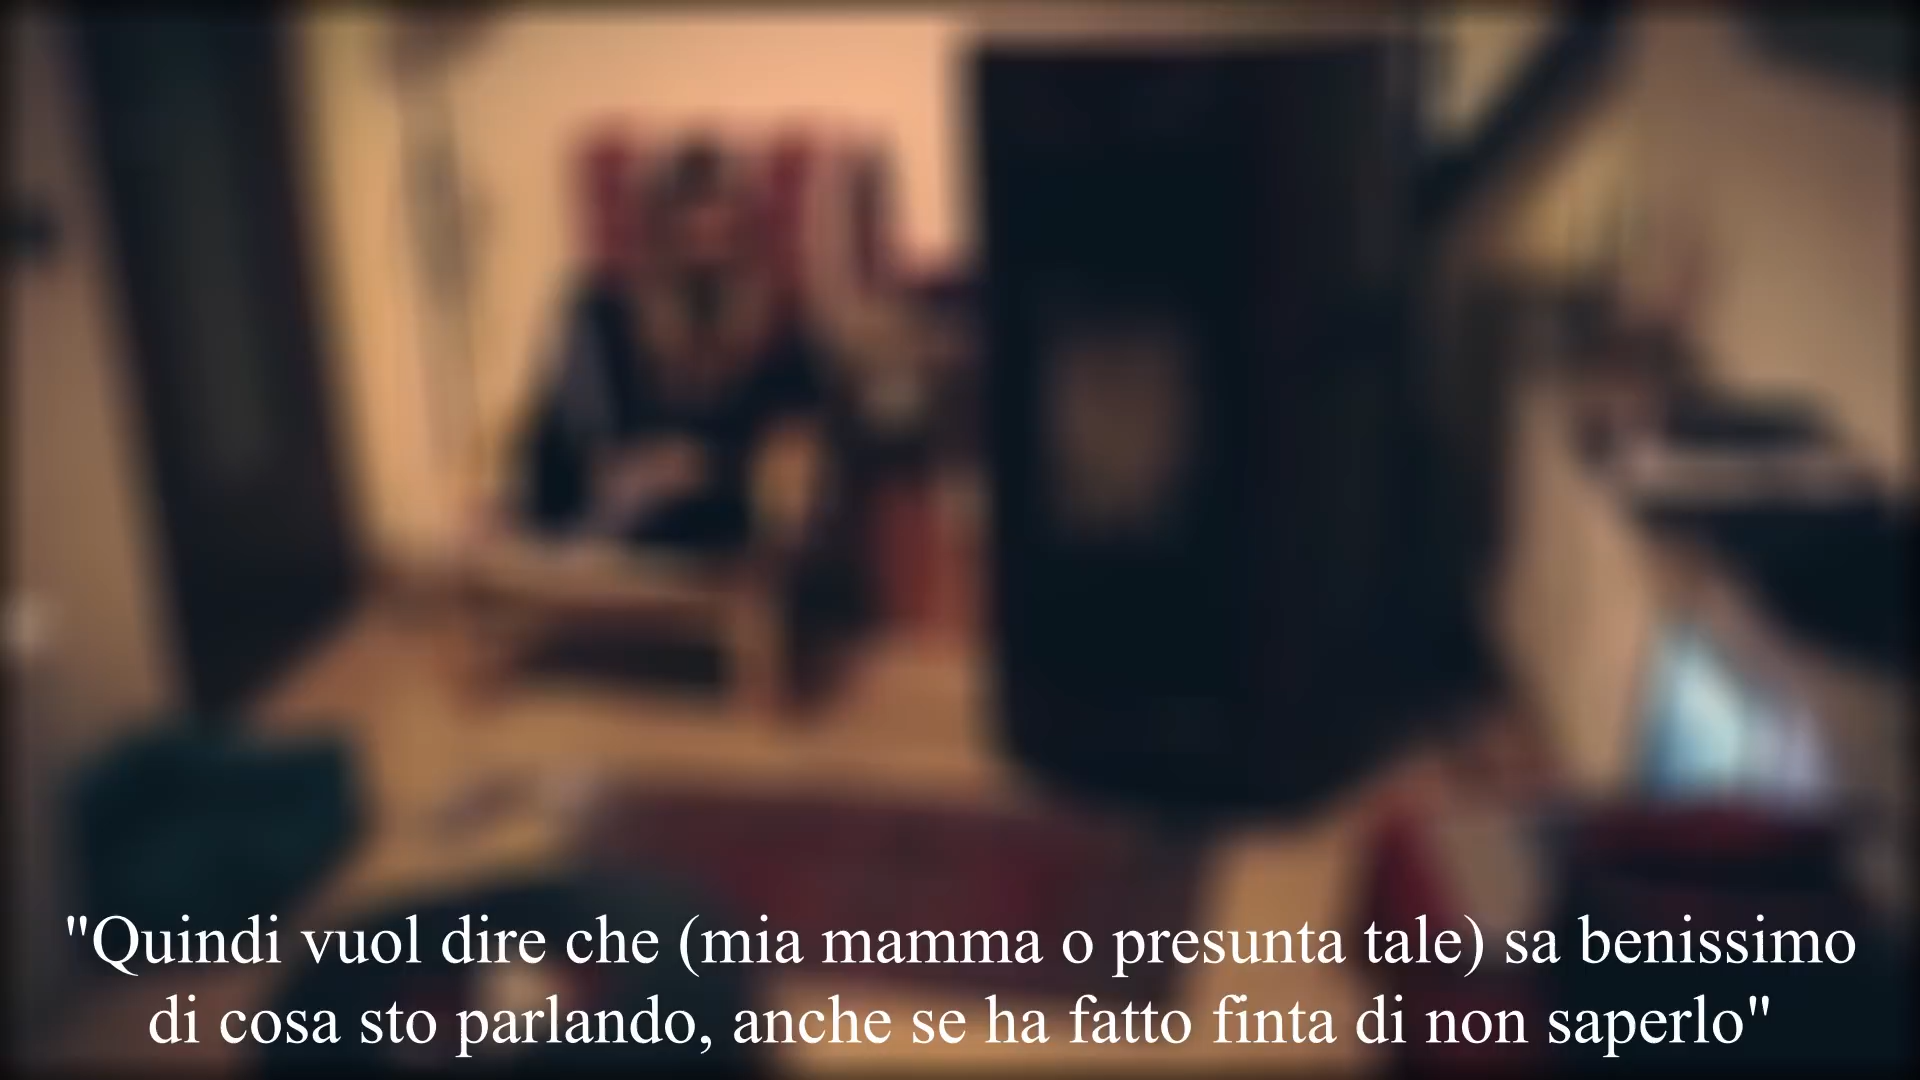 "Quindi vuol dire che (mia mamma o presunta tale) sa benissimo
di cosa sto parlando, anche se ha fatto finta di non saperlo"